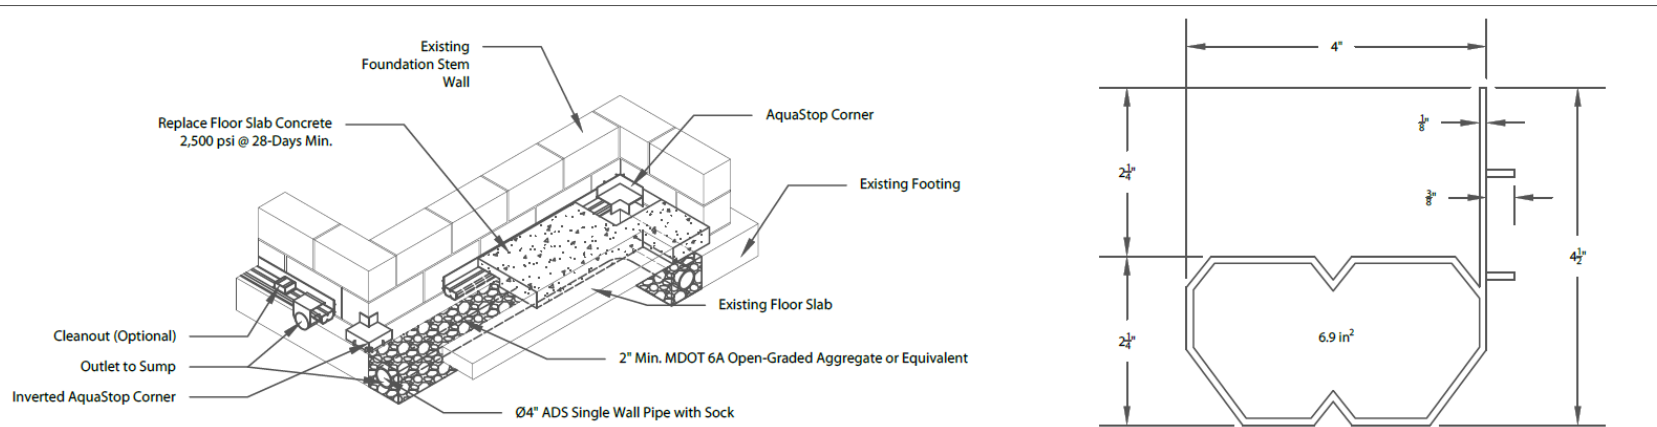 Existing
Foundation Stem
Wall
Replace Floor Slab Concrete
2,500 psi @ 28-Days Min.
AquaStop Corner
Existing Footing
Existing Floor Slab
Cleanout (Optional)
Outlet to Sump
Inverted AquaStop Corner
2" Min. MDOT 6A Open-Graded Aggregate or Equivalent
Ø4" ADS Single Wall Pipe with Sock
4"
1/8"
2 1/4"
3/8"
4 1/2"
2 1/4"
6.9 in²